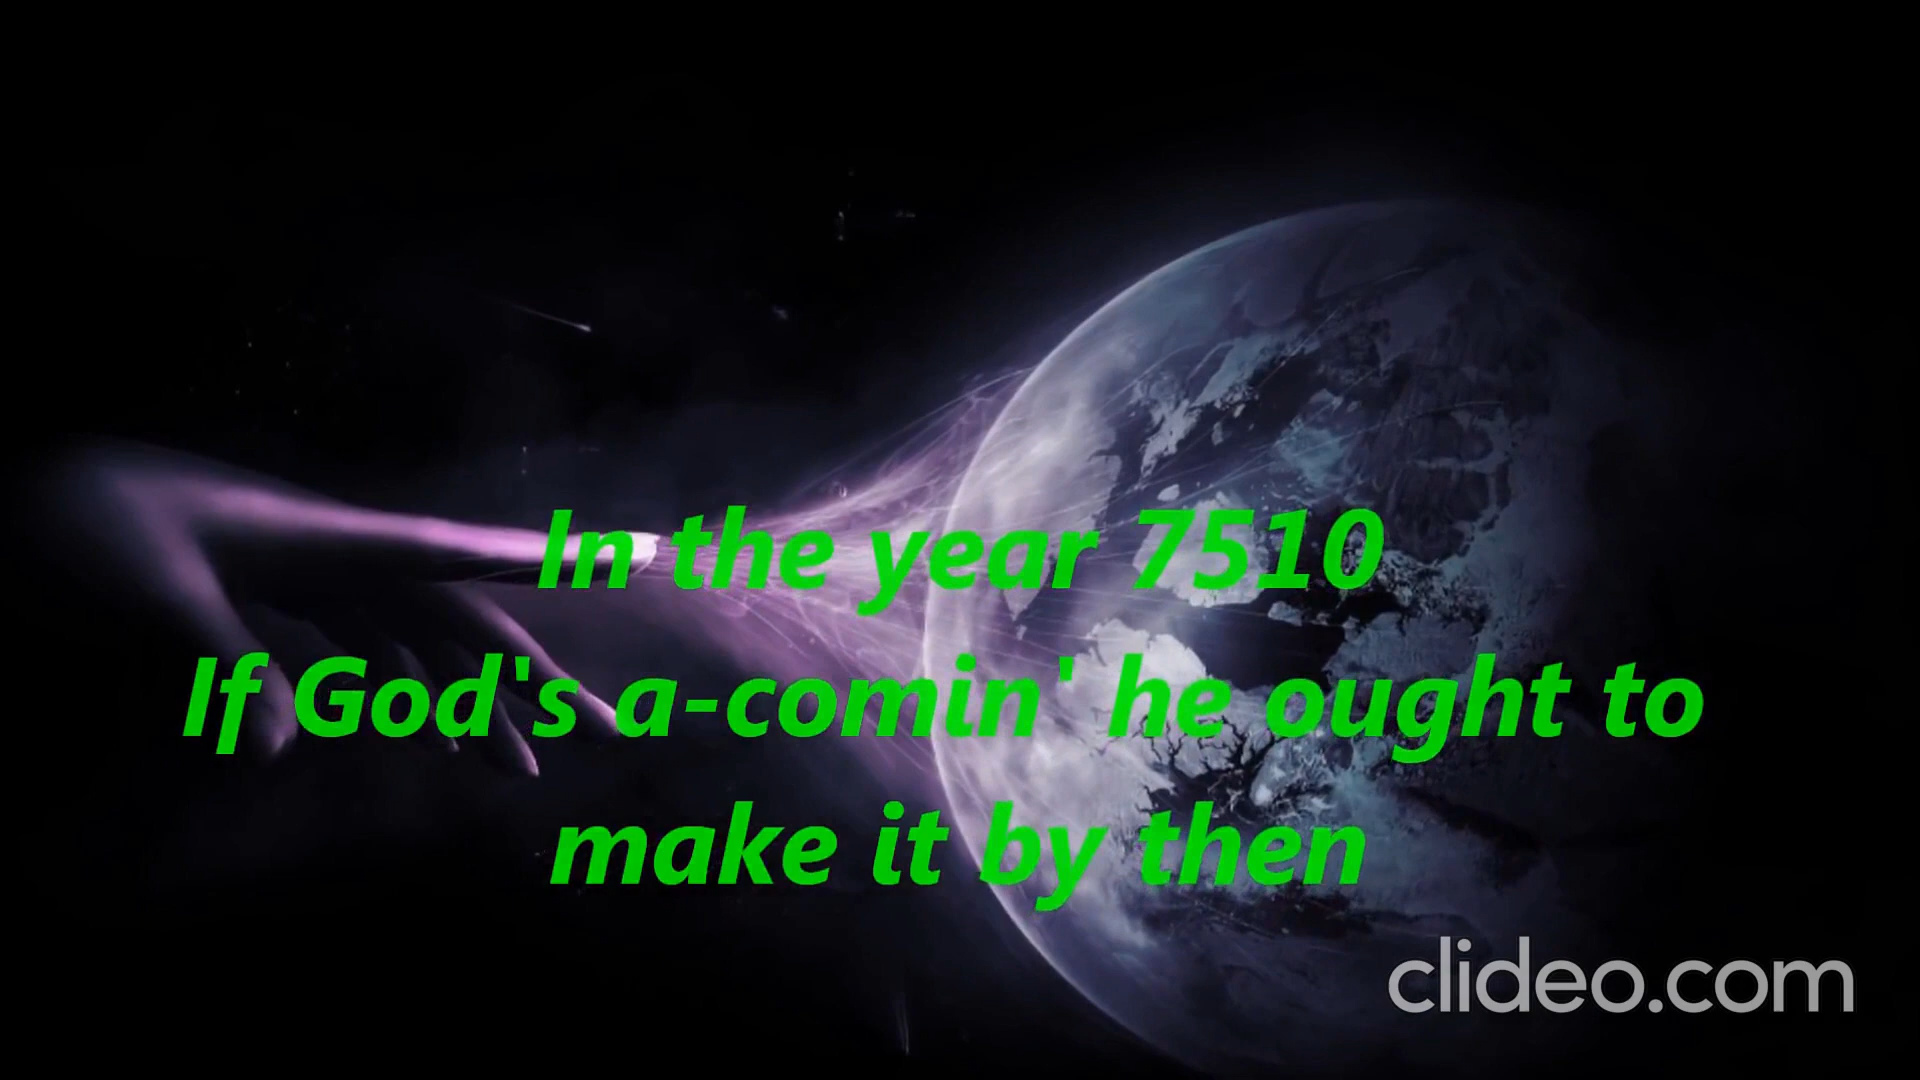 In the year 7510
If God's a-comin' he ought to
make it by then
clideo.com